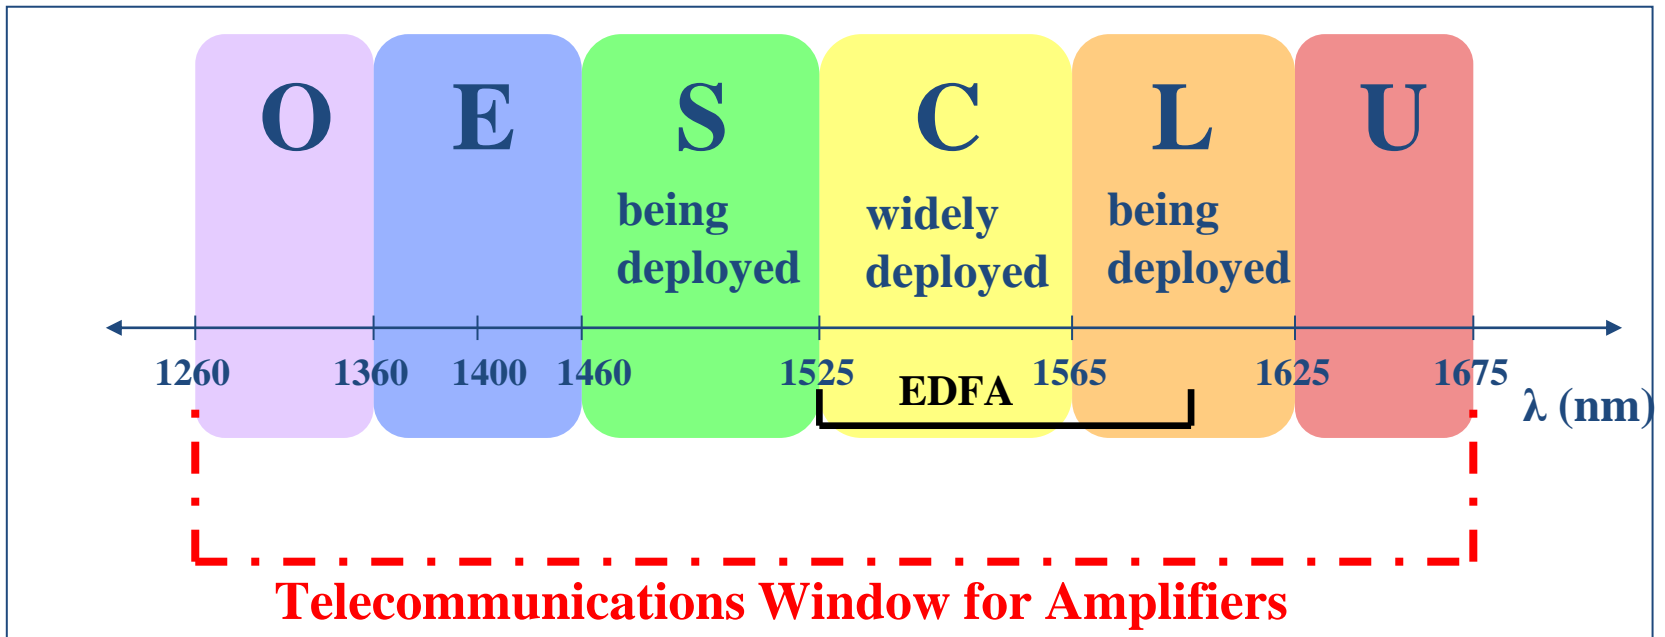 O E S C L U
being
deployed
widely
deployed
being
deployed
1260 1360 1400 1460 1525 1565 1625 1675
EDFA
λ (nm)
Telecommunications Window for Amplifiers